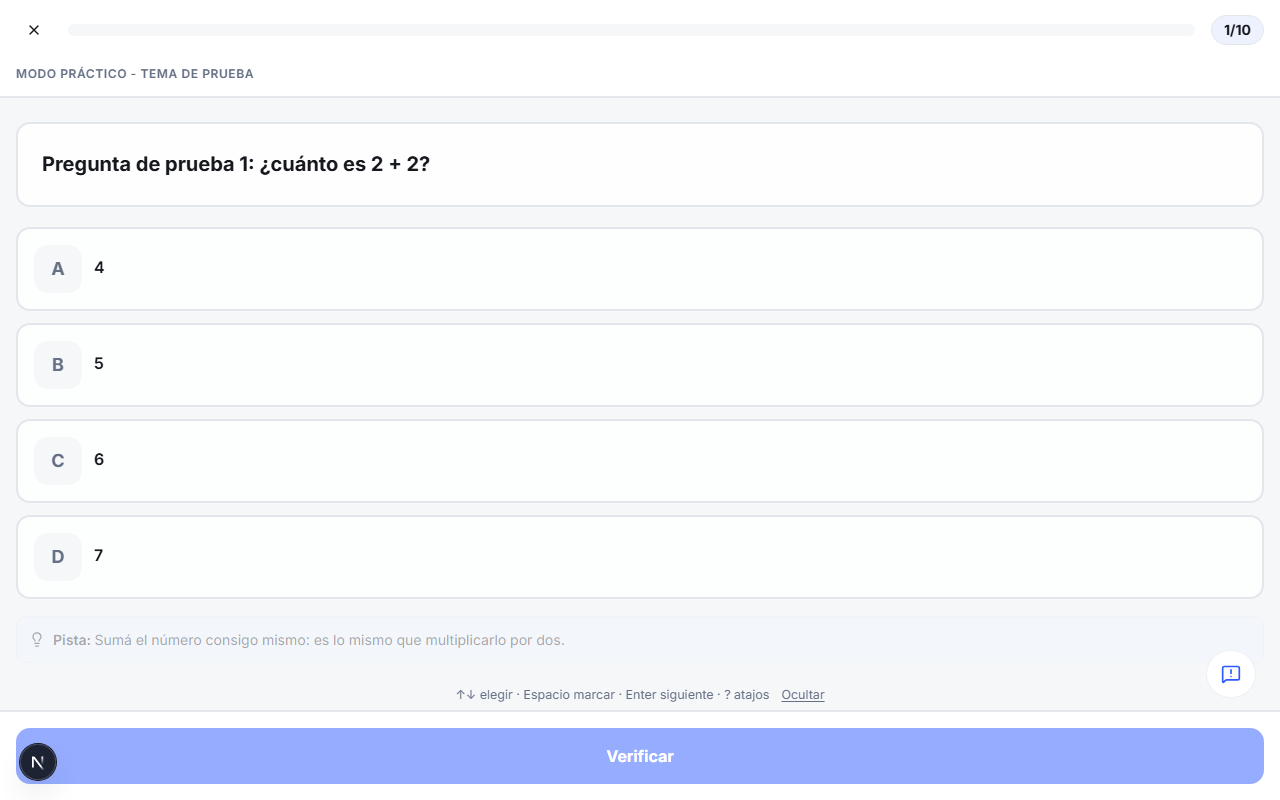 1/10
MODO PRÁCTICO - TEMA DE PRUEBA
Pregunta de prueba 1: ¿cuánto es 2 + 2?
A 4
B 5
C 6
D 7
Pista: Sumá el número consigo mismo: es lo mismo que multiplicarlo por dos.
↑↓ elegir · Espacio marcar · Enter siguiente · ? atajos Ocultar
Verificar
N